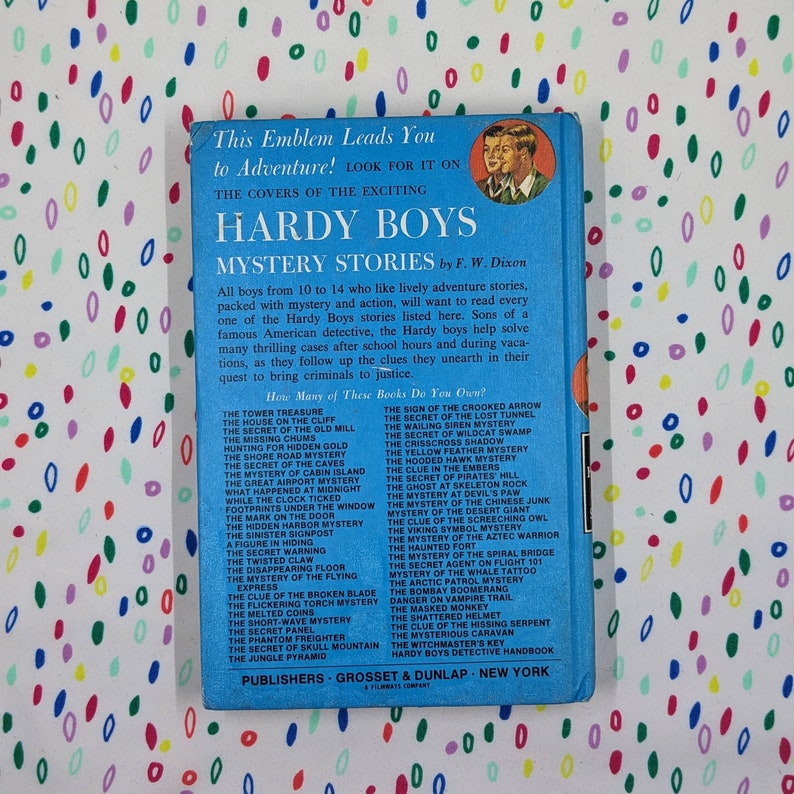 This Emblem Leads You
to Adventure! LOOK FOR IT ON
THE COVERS OF THE EXCITING
HARDY BOYS
MYSTERY STORIES by F. W. Dixon
All boys from 10 to 14 who like lively adventure stories,
packed with mystery and action, will want to read every
one of the Hardy Boys stories listed here. Sons of a
famous American detective, the Hardy boys help solve
many thrilling cases after school hours and during vaca-
tions, as they follow up the clues they unearth in their
quest to bring criminals to justice.
How Many of These Books Do You Own?
THE TOWER TREASURE
THE HOUSE ON THE CLIFF
THE SECRET OF THE OLD MILL
THE MISSING CHUMS
HUNTING FOR HIDDEN GOLD
THE SHORE ROAD MYSTERY
THE SECRET OF THE CAVES
THE MYSTERY OF CABIN ISLAND
THE GREAT AIRPORT MYSTERY
WHAT HAPPENED AT MIDNIGHT
WHILE THE CLOCK TICKED
FOOTPRINTS UNDER THE WINDOW
THE MARK ON THE DOOR
THE HIDDEN HARBOR MYSTERY
THE SINISTER SIGNPOST
A FIGURE IN HIDING
THE SECRET WARNING
THE TWISTED CLAW
THE DISAPPEARING FLOOR
THE MYSTERY OF THE FLYING
EXPRESS
THE CLUE OF THE BROKEN BLADE
THE FLICKERING TORCH MYSTERY
THE MELTED COINS
THE SHORT-WAVE MYSTERY
THE SECRET PANEL
THE PHANTOM FREIGHTER
THE SECRET OF SKULL MOUNTAIN
THE JUNGLE PYRAMID
THE SIGN OF THE CROOKED ARROW
THE SECRET OF THE LOST TUNNEL
THE WAILING SIREN MYSTERY
THE SECRET OF WILDCAT SWAMP
THE CRISSCROSS SHADOW
THE YELLOW FEATHER MYSTERY
THE HOODED HAWK MYSTERY
THE CLUE IN THE EMBERS
THE SECRET OF PIRATES' HILL
THE GHOST AT SKELETON ROCK
THE MYSTERY AT DEVIL'S PAW
THE MYSTERY OF THE CHINESE JUNK
MYSTERY OF THE DESERT GIANT
THE CLUE OF THE SCREECHING OWL
THE VIKING SYMBOL MYSTERY
THE MYSTERY OF THE AZTEC WARRIOR
THE HAUNTED FORT
THE MYSTERY OF THE SPIRAL BRIDGE
THE SECRET AGENT ON FLIGHT 101
MYSTERY OF THE WHALE TATTOO
THE ARCTIC PATROL MYSTERY
THE BOMBAY BOOMERANG
DANGER ON VAMPIRE TRAIL
THE MASKED MONKEY
THE SHATTERED HELMET
THE CLUE OF THE HISSING SERPENT
THE MYSTERIOUS CARAVAN
THE WITCHMASTER'S KEY
HARDY BOYS DETECTIVE HANDBOOK
PUBLISHERS · GROSSET & DUNLAP · NEW YORK
A FILMWAYS COMPANY